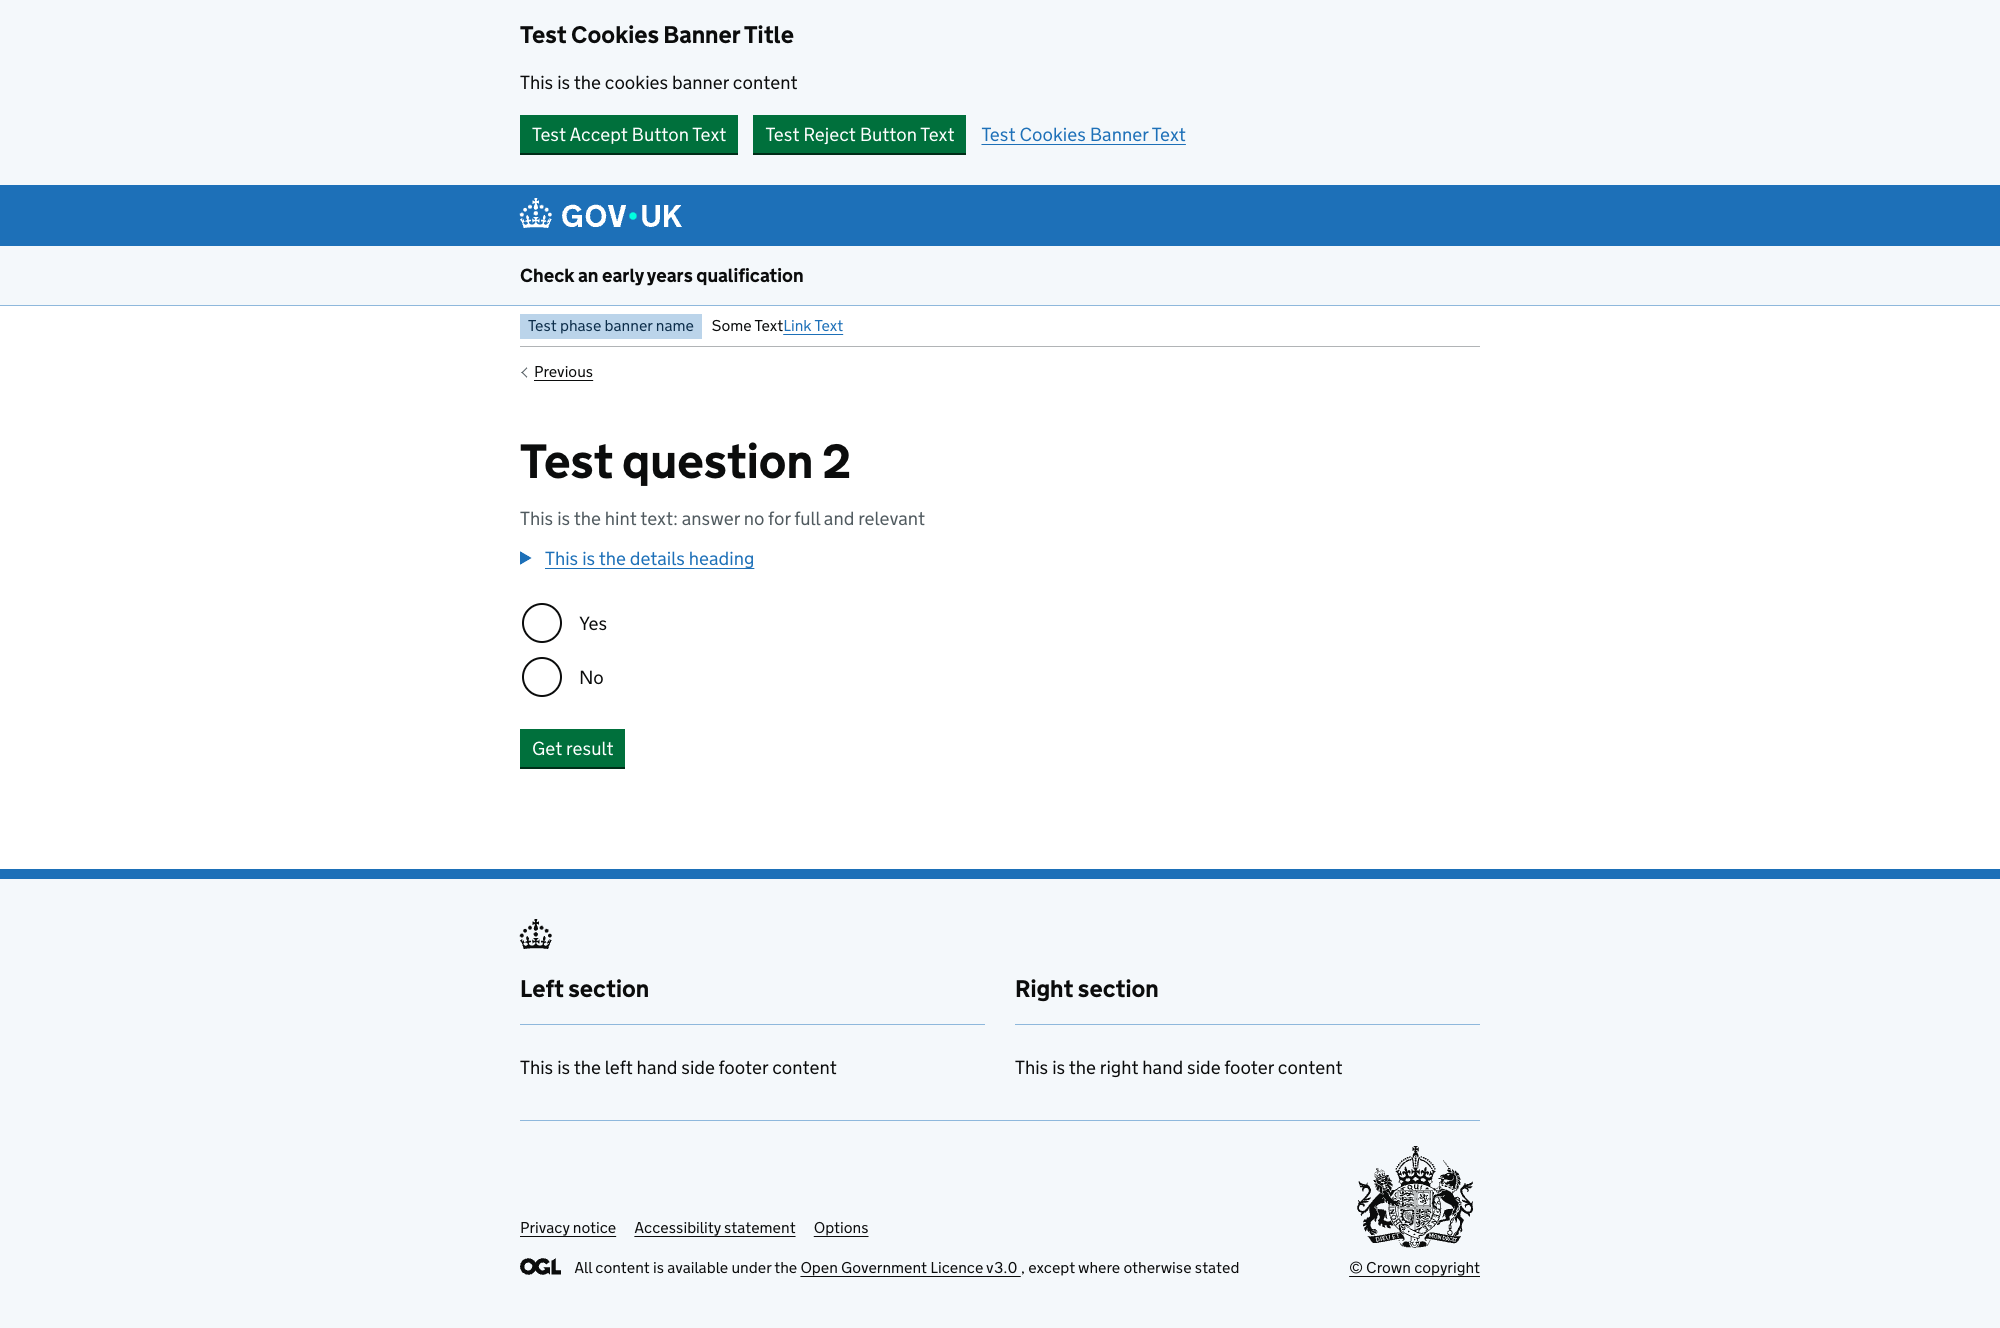 Test Cookies Banner Title
This is the cookies banner content
Test Accept Button Text Test Reject Button Text Test Cookies Banner Text
GOV·UK
Check an early years qualification
Test phase banner name Some TextLink Text
Previous
Test question 2
This is the hint text: answer no for full and relevant
This is the details heading
Yes
No
Get result
Left section
Right section
This is the left hand side footer content
This is the right hand side footer content
Privacy notice Accessibility statement Options
OGL All content is available under the Open Government Licence v3.0 , except where otherwise stated
© Crown copyright